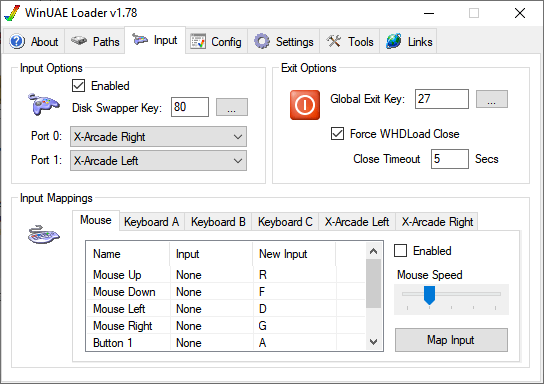 WinUAE Loader v1.78
About Paths Input Config Settings Tools Links
Input Options
Enabled
Disk Swapper Key: 80 ...
Port 0: X-Arcade Right
Port 1: X-Arcade Left
Exit Options
Global Exit Key: 27 ...
Force WHDLoad Close
Close Timeout 5 Secs
Input Mappings
Mouse Keyboard A Keyboard B Keyboard C X-Arcade Left X-Arcade Right
Name Input New Input
Mouse Up None R
Mouse Down None F
Mouse Left None D
Mouse Right None G
Button 1 None A
Enabled
Mouse Speed
Map Input